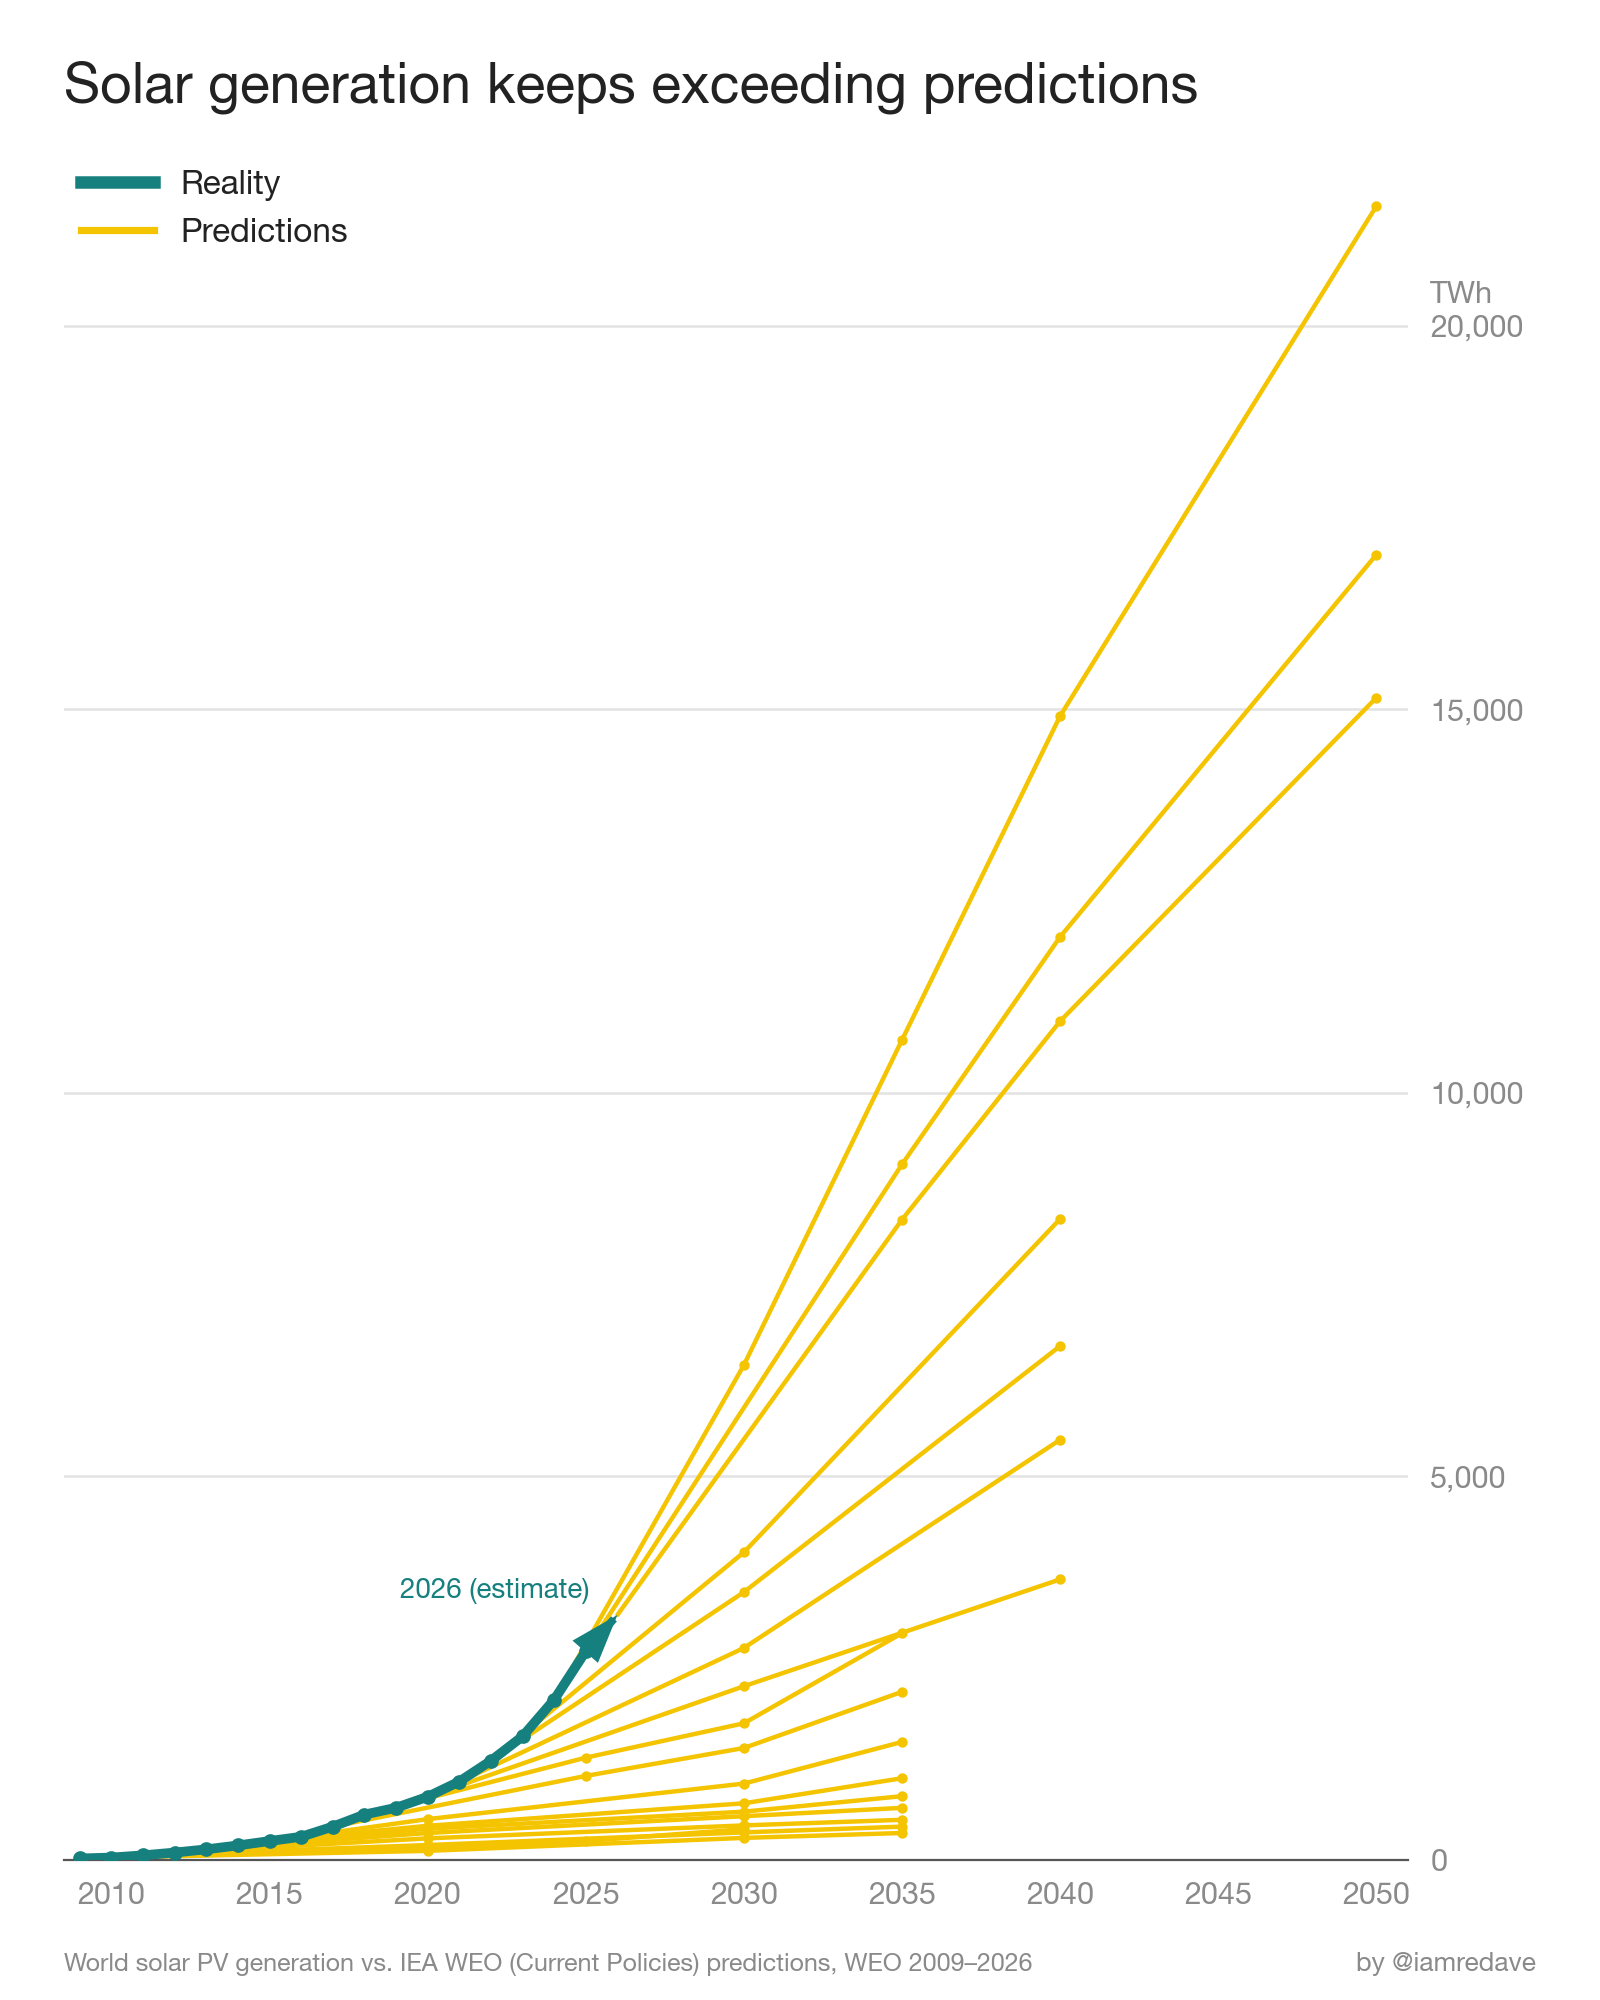 Solar generation keeps exceeding predictions
Reality
Predictions
TWh
20,000
15,000
10,000
5,000
2026 (estimate)
0
2010 2015 2020 2025 2030 2035 2040 2045 2050
World solar PV generation vs. IEA WEO (Current Policies) predictions, WEO 2009–2026
by @iamredave